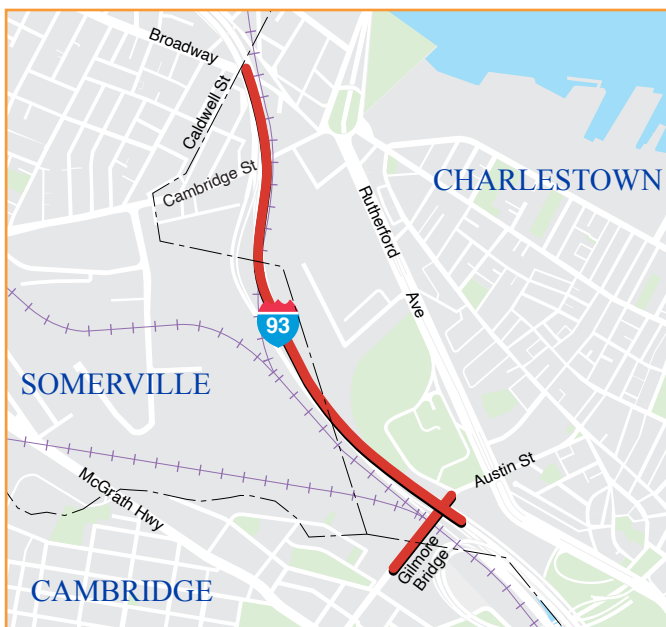 Broadway
Caldwell St
Cambridge St
CHARLESTOWN
Rutherford
Ave
93
SOMERVILLE
Austin St
McGrath Hwy
Gilmore
Bridge
CAMBRIDGE